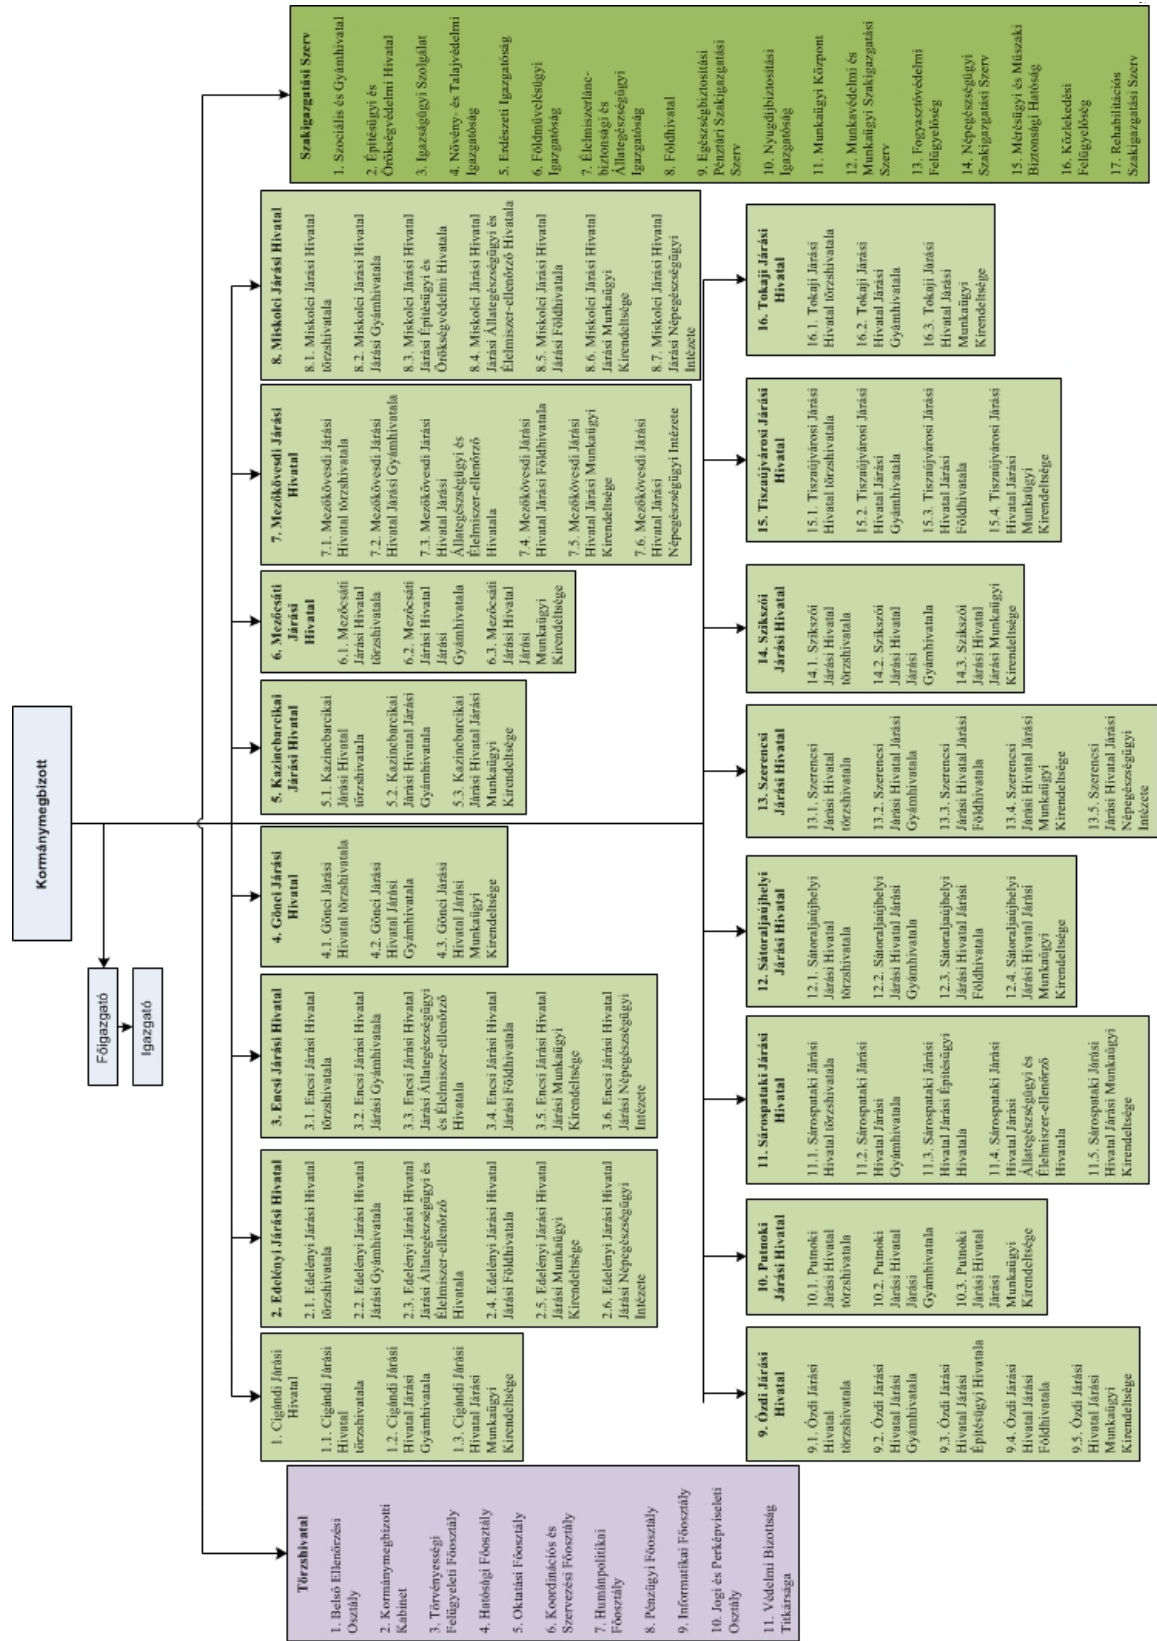 Kormánymegbízott
Főigazgató
Igazgató
Törzshivatal
1. Belső Ellenőrzési
Osztály
2. Kormánymegbízotti
Kabinet
3. Törvényességi
Felügyeleti Főosztály
4. Hatósági Főosztály
5. Oktatási Főosztály
6. Koordinációs és
Szervezési Főosztály
7. Humánpolitikai
Főosztály
8. Pénzügyi Főosztály
9. Informatikai Főosztály
10. Jogi és Perképviseleti
Osztály
11. Védelmi Bizottság
Titkársága
1. Cigándi Járási
Hivatal
1.1. Cigándi Járási
Hivatal
törzshivatala
1.2. Cigándi Járási
Hivatal Járási
Gyámhivatala
1.3. Cigándi Járási
Hivatal Járási
Munkaügyi
Kirendeltsége
2. Edelényi Járási Hivatal
2.1. Edelényi Járási Hivatal
törzshivatala
2.2. Edelényi Járási Hivatal
Járási Gyámhivatala
2.3. Edelényi Járási Hivatal
Járási Állategészségügyi és
Élelmiszer-ellenőrző
Hivatala
2.4. Edelényi Járási Hivatal
Járási Földhivatala
2.5. Edelényi Járási Hivatal
Járási Munkaügyi
Kirendeltsége
2.6. Edelényi Járási Hivatal
Járási Népegészségügyi
Intézete
3. Encsi Járási Hivatal
3.1. Encsi Járási Hivatal
törzshivatala
3.2. Encsi Járási Hivatal
Járási Gyámhivatala
3.3. Encsi Járási Hivatal
Járási Állategészségügyi
és Élelmiszer-ellenőrző
Hivatala
3.4. Encsi Járási Hivatal
Járási Földhivatala
3.5. Encsi Járási Hivatal
Járási Munkaügyi
Kirendeltsége
3.6. Encsi Járási Hivatal
Járási Népegészségügyi
Intézete
4. Gönci Járási
Hivatal
4.1. Gönci Járási
Hivatal törzshivatala
4.2. Gönci Járási
Hivatal Járási
Gyámhivatala
4.3. Gönci Járási
Hivatal Járási
Munkaügyi
Kirendeltsége
5. Kazincbarcikai
Járási Hivatal
5.1. Kazincbarcikai
Járási Hivatal
törzshivatala
5.2. Kazincbarcikai
Járási Hivatal Járási
Gyámhivatala
5.3. Kazincbarcikai
Járási Hivatal Járási
Munkaügyi
Kirendeltsége
6. Mezőcsáti
Járási
Hivatal
6.1. Mezőcsáti
Járási Hivatal
törzshivatala
6.2. Mezőcsáti
Járási Hivatal
Járási
Gyámhivatala
6.3. Mezőcsáti
Járási Hivatal
Járási
Munkaügyi
Kirendeltsége
7. Mezőkövesdi Járási
Hivatal
7.1. Mezőkövesdi Járási
Hivatal törzshivatala
7.2. Mezőkövesdi Járási
Hivatal Járási Gyámhivatala
7.3. Mezőkövesdi Járási
Hivatal Járási
Állategészségügyi és
Élelmiszer-ellenőrző
Hivatala
7.4. Mezőkövesdi Járási
Hivatal Járási Földhivatala
7.5. Mezőkövesdi Járási
Hivatal Járási Munkaügyi
Kirendeltsége
7.6. Mezőkövesdi Járási
Hivatal Járási
Népegészségügyi Intézete
8. Miskolci Járási Hivatal
8.1. Miskolci Járási Hivatal
törzshivatala
8.2. Miskolci Járási Hivatal
Járási Gyámhivatala
8.3. Miskolci Járási Hivatal
Járási Építésügyi és
Örökségvédelmi Hivatala
8.4. Miskolci Járási Hivatal
Járási Állategészségügyi és
Élelmiszer-ellenőrző Hivatala
8.5. Miskolci Járási Hivatal
Járási Földhivatala
8.6. Miskolci Járási Hivatal
Járási Munkaügyi
Kirendeltsége
8.7. Miskolci Járási Hivatal
Járási Népegészségügyi
Intézete
Szakigazgatási Szerv
1. Szociális és Gyámhivatal
2. Építésügyi és
Örökségvédelmi Hivatal
3. Igazságügyi Szolgálat
4. Növény- és Talajvédelmi
Igazgatóság
5. Erdészeti Igazgatóság
6. Földművelésügyi
Igazgatóság
7. Élelmiszerlánc-
biztonsági és
Állategészségügyi
Igazgatóság
8. Földhivatal
9. Egészségbiztosítási
Pénztári Szakigazgatási
Szerv
10. Nyugdíjbiztosítási
Igazgatóság
11. Munkaügyi Központ
12. Munkavédelmi és
Munkaügyi Szakigazgatási
Szerv
13. Fogyasztóvédelmi
Felügyelőség
14. Népegészségügyi
Szakigazgatási Szerv
15. Mérésügyi és Műszaki
Biztonsági Hatóság
16. Közlekedési
Felügyelőség
17. Rehabilitációs
Szakigazgatási Szerv
9. Ózdi Járási
Hivatal
9.1. Ózdi Járási
Hivatal
törzshivatala
9.2. Ózdi Járási
Hivatal Járási
Gyámhivatala
9.3. Ózdi Járási
Hivatal Járási
Építésügyi Hivatala
9.4. Ózdi Járási
Hivatal Járási
Földhivatala
9.5. Ózdi Járási
Hivatal Járási
Munkaügyi
Kirendeltsége
10. Putnoki
Járási Hivatal
10.1. Putnoki
Járási Hivatal
törzshivatala
10.2. Putnoki
Járási Hivatal
Járási
Gyámhivatala
10.3. Putnoki
Járási Hivatal
Járási
Munkaügyi
Kirendeltsége
11. Sárospataki Járási
Hivatal
11.1. Sárospataki Járási
Hivatal törzshivatala
11.2. Sárospataki Járási
Hivatal Járási
Gyámhivatala
11.3. Sárospataki Járási
Hivatal Járási Építésügyi
Hivatala
11.4. Sárospataki Járási
Hivatal Járási
Állategészségügyi és
Élelmiszer-ellenőrző
Hivatala
11.5. Sárospataki Járási
Hivatal Járási Munkaügyi
Kirendeltsége
12. Sátoraljaújhelyi
Járási Hivatal
12.1. Sátoraljaújhelyi
Járási Hivatal
törzshivatala
12.2. Sátoraljaújhelyi
Járási Hivatal Járási
Gyámhivatala
12.3. Sátoraljaújhelyi
Járási Hivatal Járási
Földhivatala
12.4. Sátoraljaújhelyi
Járási Hivatal Járási
Munkaügyi
Kirendeltsége
13. Szerencsi
Járási Hivatal
13.1. Szerencsi
Járási Hivatal
törzshivatala
13.2. Szerencsi
Járási Hivatal Járási
Gyámhivatala
13.3. Szerencsi
Járási Hivatal Járási
Földhivatala
13.4. Szerencsi
Járási Hivatal Járási
Munkaügyi
Kirendeltsége
13.5. Szerencsi
Járási Hivatal Járási
Népegészségügyi
Intézete
14. Szikszói
Járási Hivatal
14.1. Szikszói
Járási Hivatal
törzshivatala
14.2. Szikszói
Járási Hivatal
Járási
Gyámhivatala
14.3. Szikszói
Járási Hivatal
Járási Munkaügyi
Kirendeltsége
15. Tiszaújvárosi Járási
Hivatal
15.1. Tiszaújvárosi Járási
Hivatal törzshivatala
15.2. Tiszaújvárosi Járási
Hivatal Járási
Gyámhivatala
15.3. Tiszaújvárosi Járási
Hivatal Járási
Földhivatala
15.4. Tiszaújvárosi Járási
Hivatal Járási
Munkaügyi
Kirendeltsége
16. Tokaji Járási
Hivatal
16.1. Tokaji Járási
Hivatal törzshivatala
16.2. Tokaji Járási
Hivatal Járási
Gyámhivatala
16.3. Tokaji Járási
Hivatal Járási
Munkaügyi
Kirendeltsége